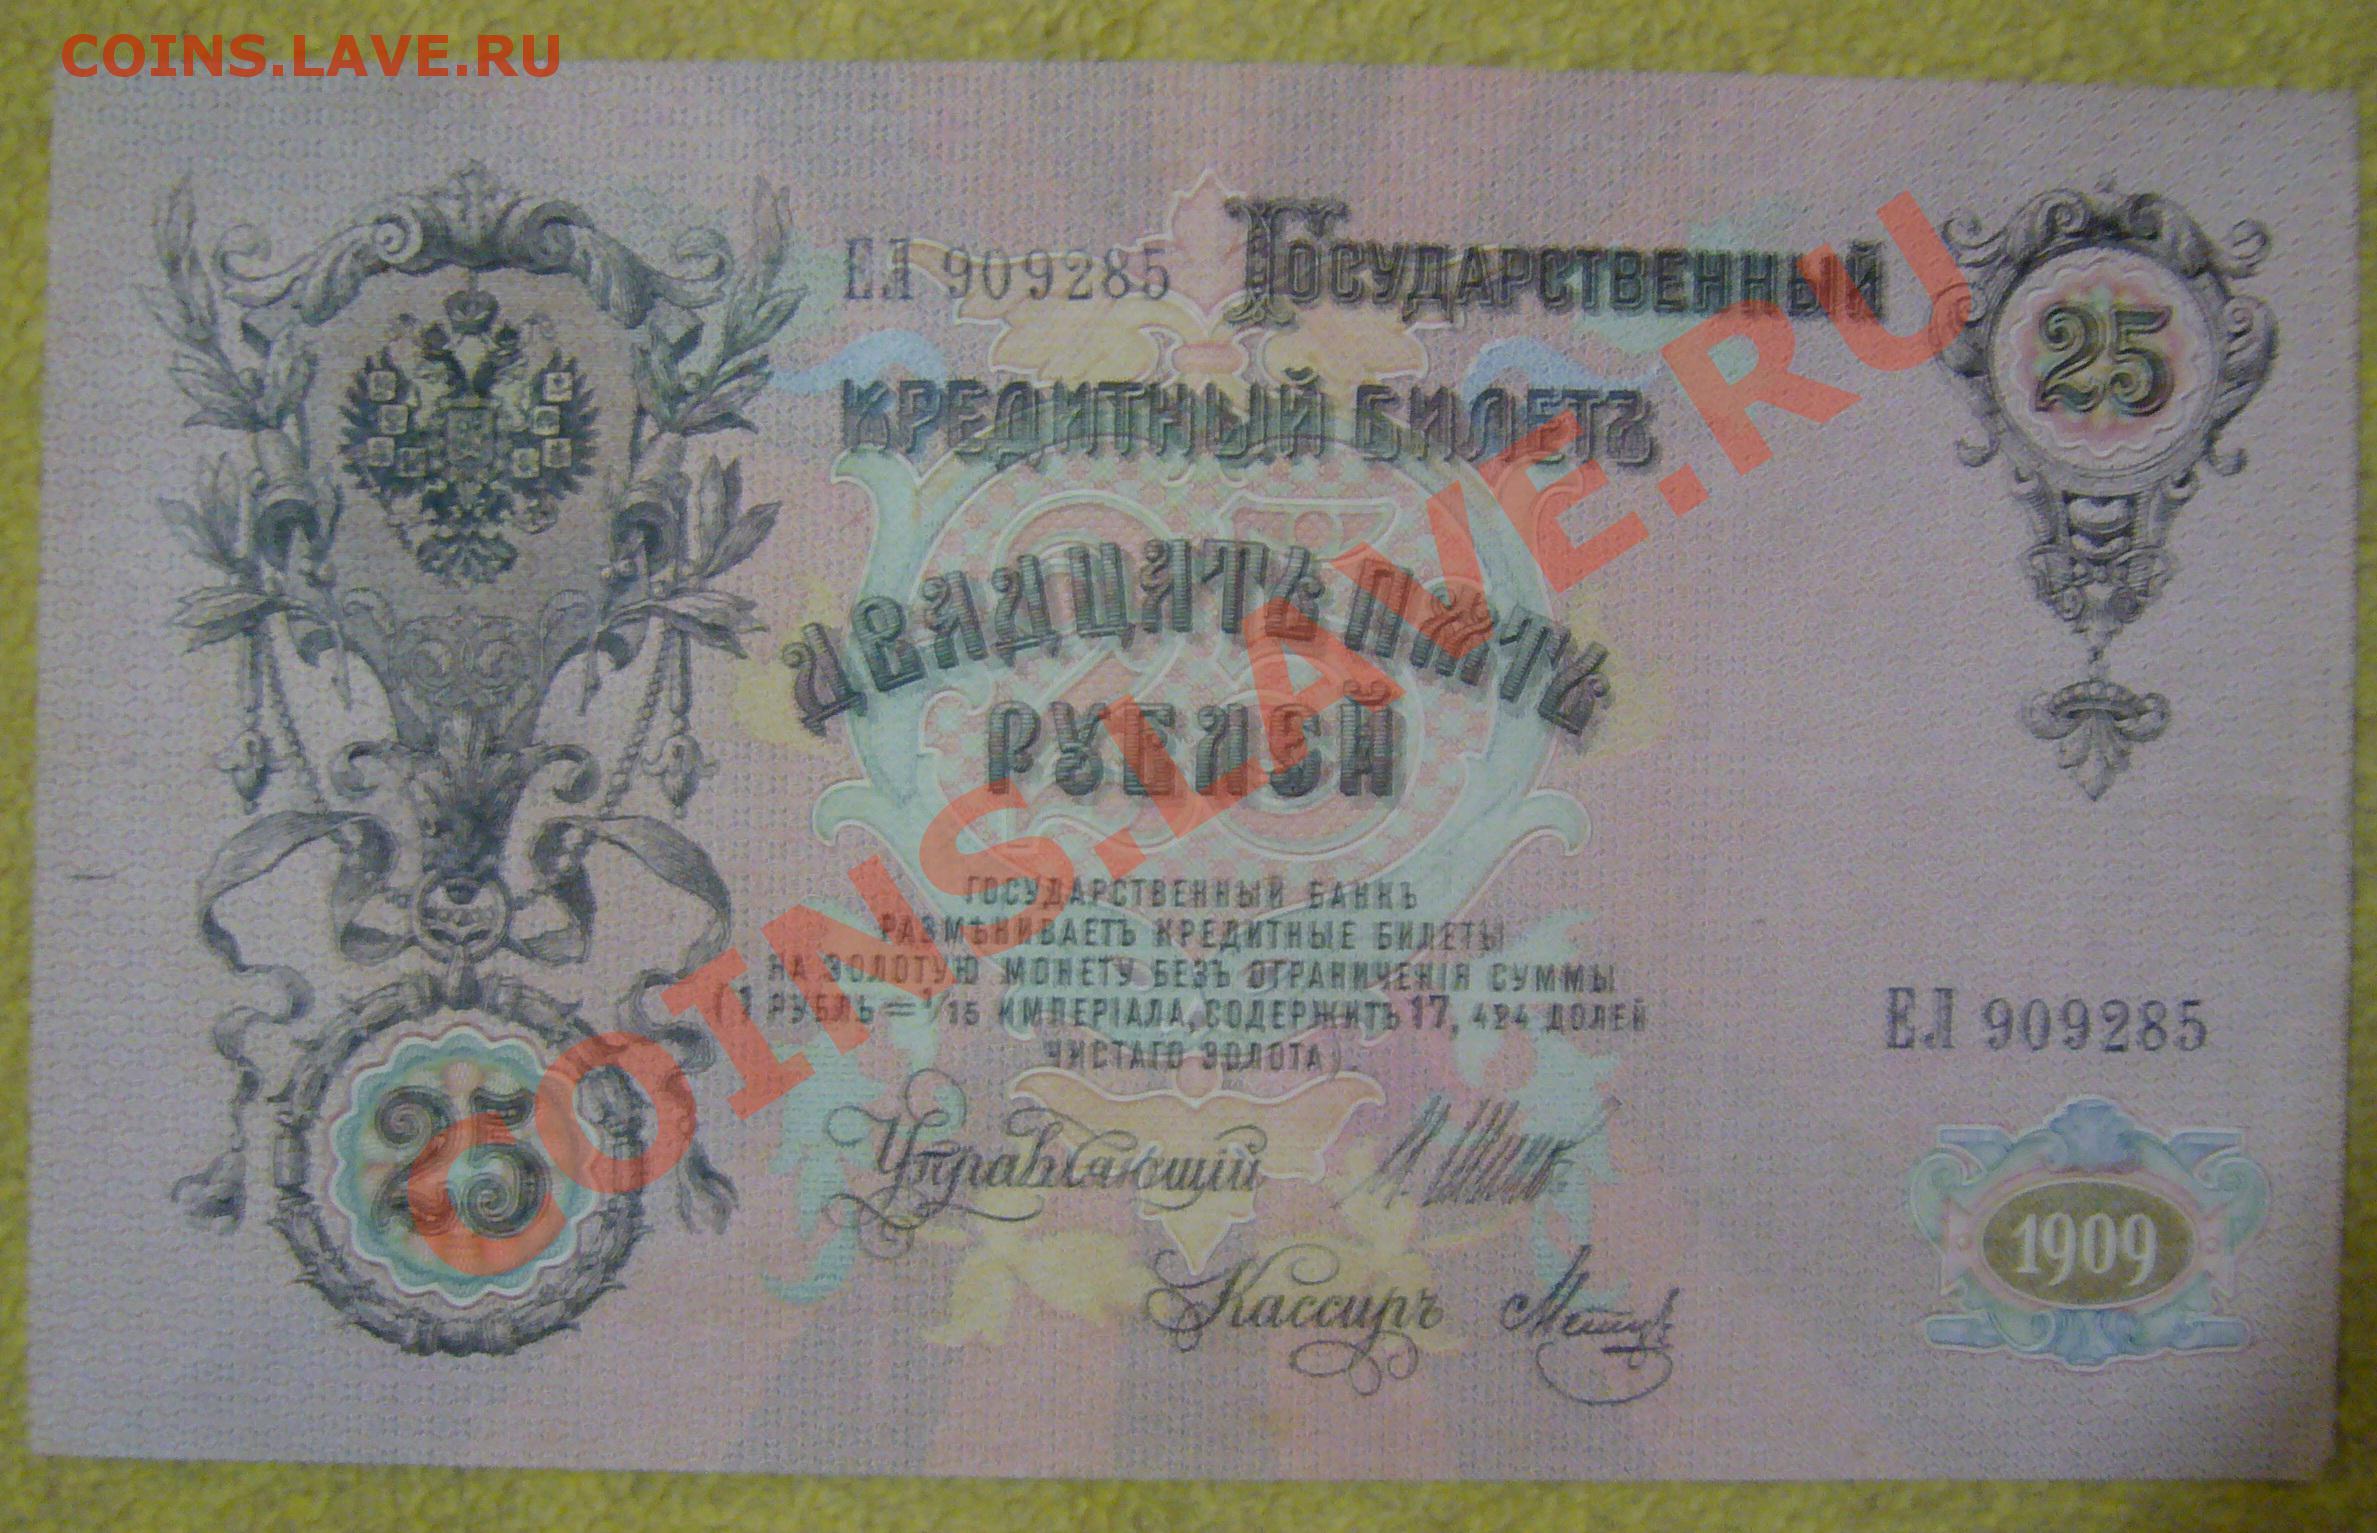 COINS.LAVE.RU
ЕЛ 909285
ГОСУДАРСТВЕННЫЙ
25
КРЕДИТНЫЙ БИЛЕТЪ
ДВАДЦАТЬ ПЯТЬ
РУБЛЕЙ
25
COINS.LAVE.RU
ГОСУДАРСТВЕННЫЙ БАНКЪ
РАЗМѢНИВАЕТЪ КРЕДИТНЫЕ БИЛЕТЫ
НА ЗОЛОТУЮ МОНЕТУ БЕЗЪ ОГРАНИЧЕНІЯ СУММЫ
(1 РУБЛЬ = 1/15 ИМПЕРІАЛА, СОДЕРЖИТЪ 17,424 ДОЛЕЙ
ЧИСТАГО ЗОЛОТА).
ЕЛ 909285
25
Управляющій
Кассиръ
1909